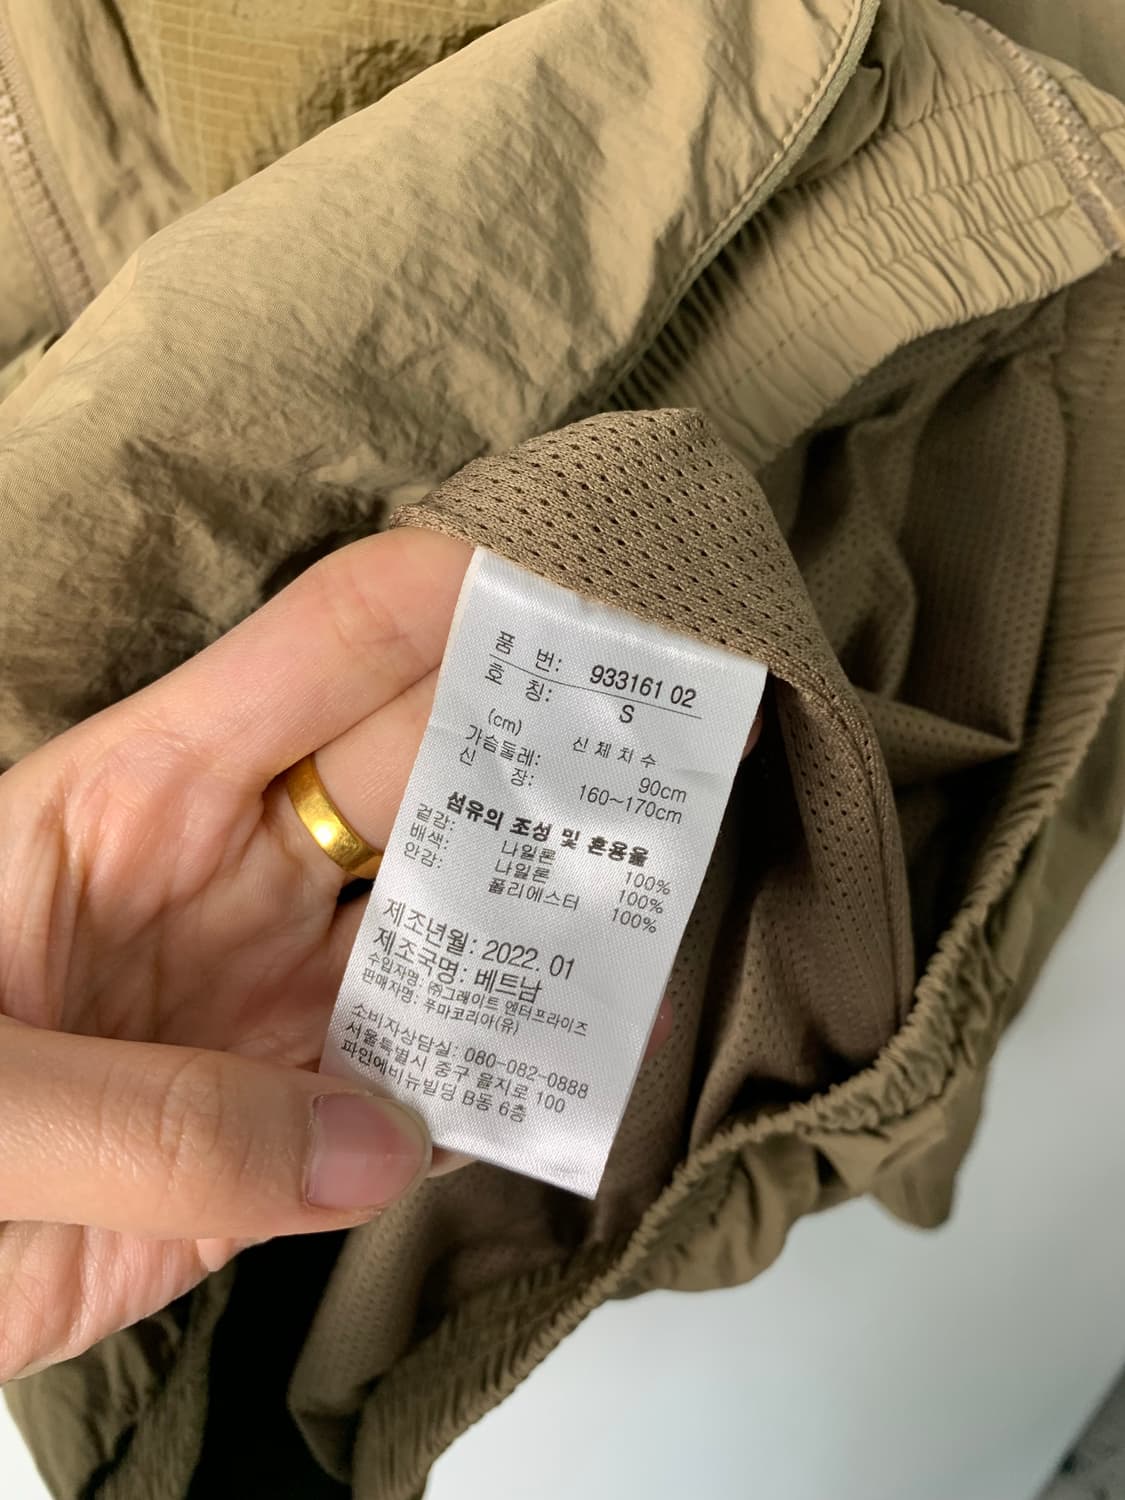 품 번: 933161 02
호 칭: S
(cm) 신체치수
가슴둘레: 90cm
신 장: 160~170cm
섬유의 조성 및 혼용율
겉감: 나일론 100%
배색: 나일론 100%
안감: 폴리에스터 100%
제조년월: 2022. 01
제조국명: 베트남
수입자명: ㈜그레이트 엔터프라이즈
판매자명: 푸마코리아(유)
소비자상담실: 080-082-0888
서울특별시 중구 을지로 100
파인에비뉴빌딩 B동 6층